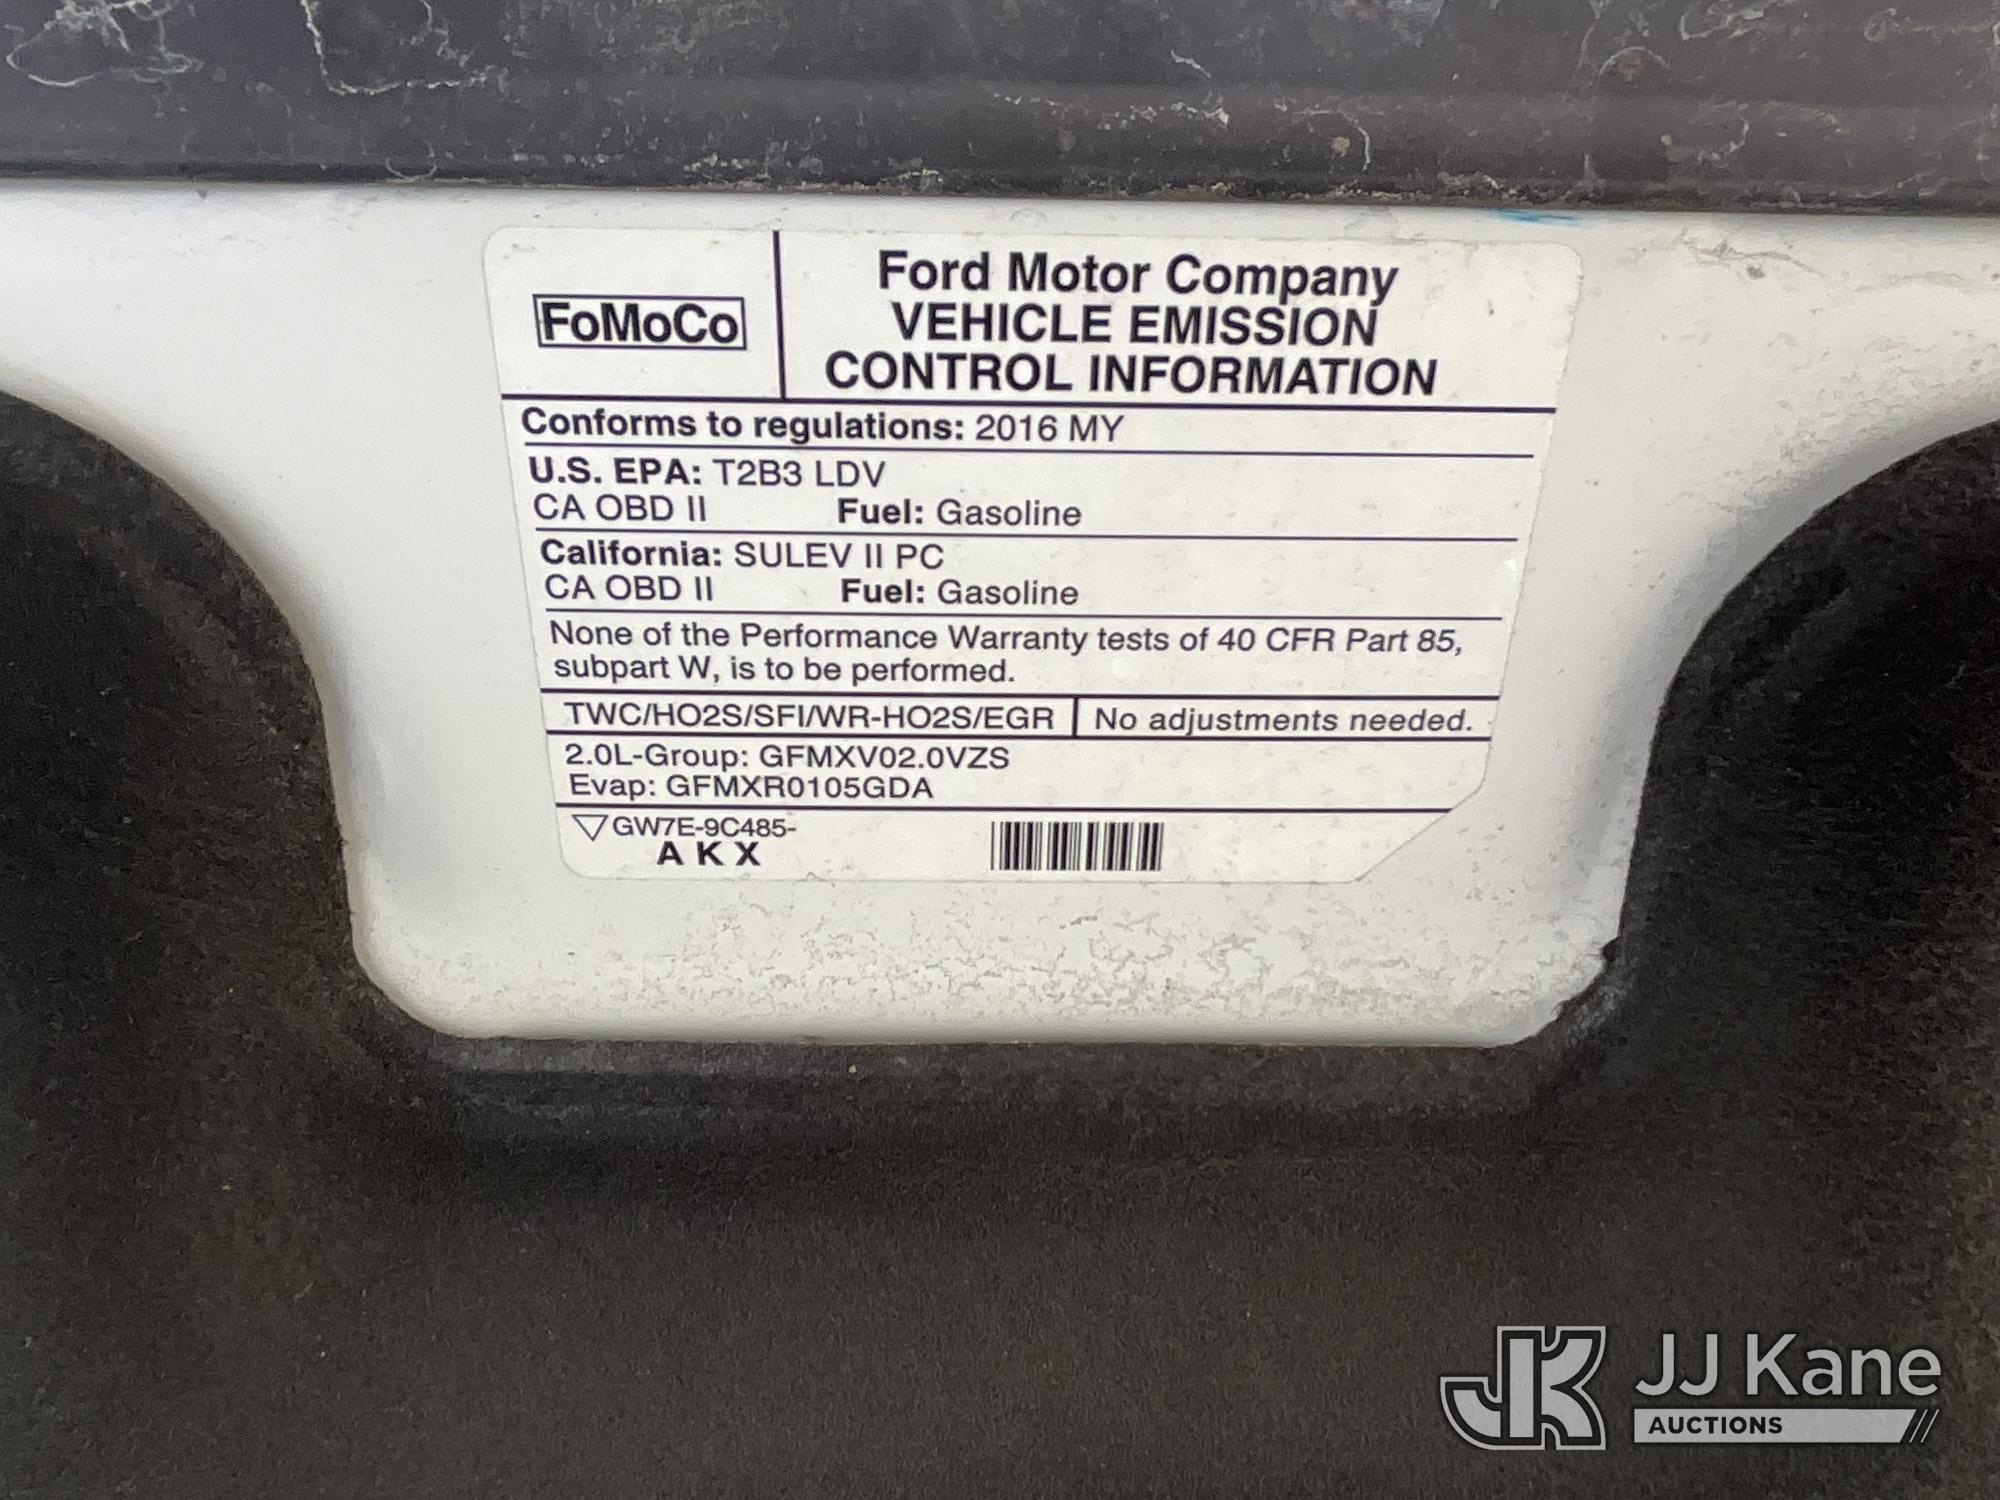 FoMoCo
Ford Motor Company
VEHICLE EMISSION
CONTROL INFORMATION
Conforms to regulations: 2016 MY
U.S. EPA: T2B3 LDV
CA OBD II Fuel: Gasoline
California: SULEV II PC
CA OBD II Fuel: Gasoline
None of the Performance Warranty tests of 40 CFR Part 85,
subpart W, is to be performed.
TWC/HO2S/SFI/WR-HO2S/EGR No adjustments needed.
2.0L-Group: GFMXV02.0VZS
Evap: GFMXR0105GDA
GW7E-9C485-
A K X
JK JJ Kane
AUCTIONS